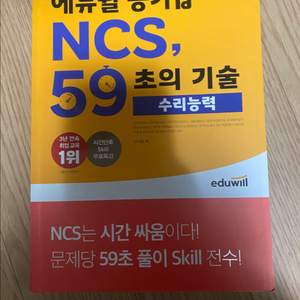 에듀윌 공기업
NCS,
59초의 기술
수리능력
3년 연속
취업 교육
1위
시간단축
Skill
무료특강
eduwill
NCS는 시간 싸움이다!
문제당 59초 풀이 Skill 전수!